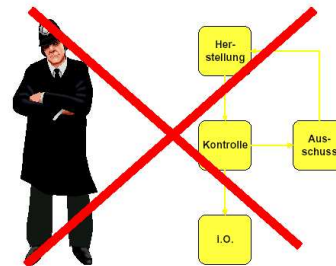 Her-
stellung
Kontrolle
Aus-
schuss
I.O.